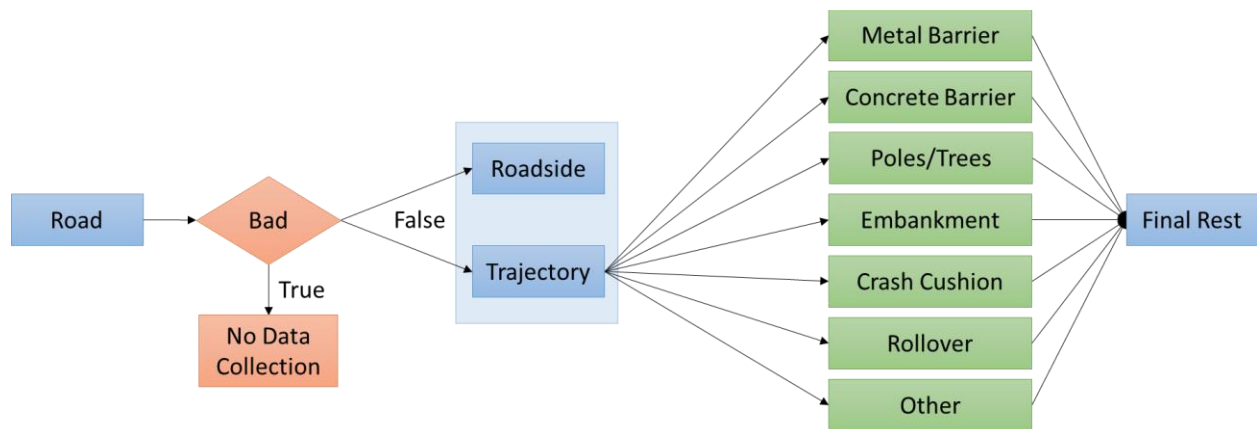 Road
Bad
True
No Data
Collection
False
Roadside
Trajectory
Metal Barrier
Concrete Barrier
Poles/Trees
Embankment
Crash Cushion
Rollover
Other
Final Rest